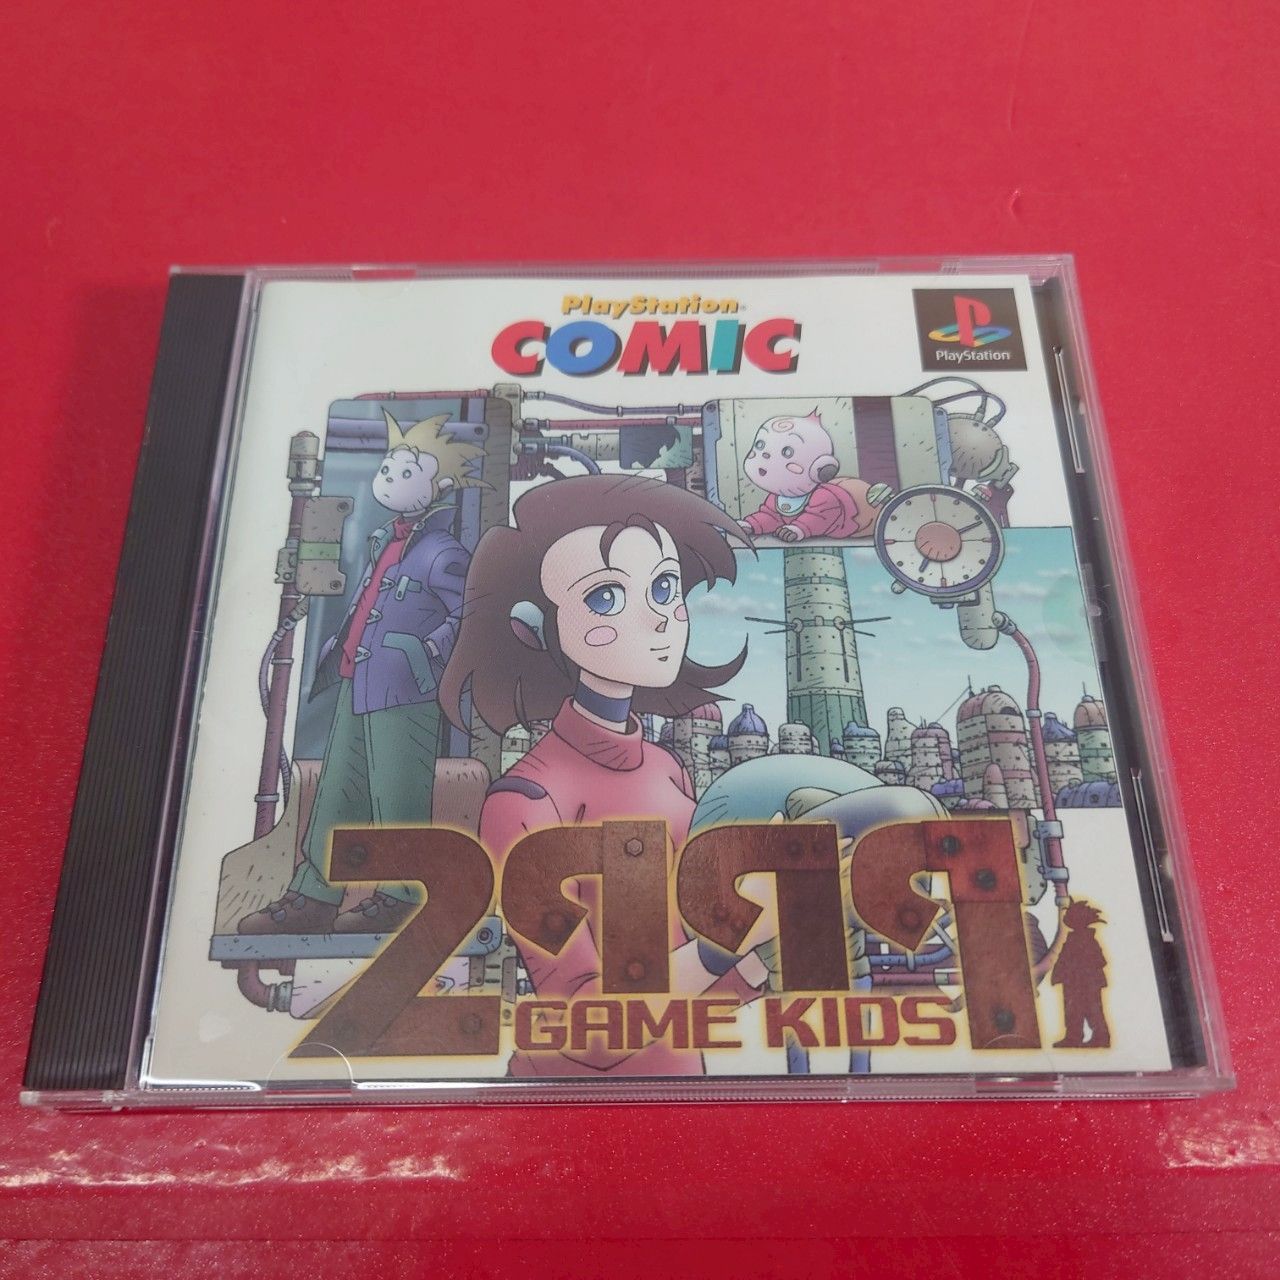 PlayStation
COMIC
PlayStation
2999
GAME KIDS